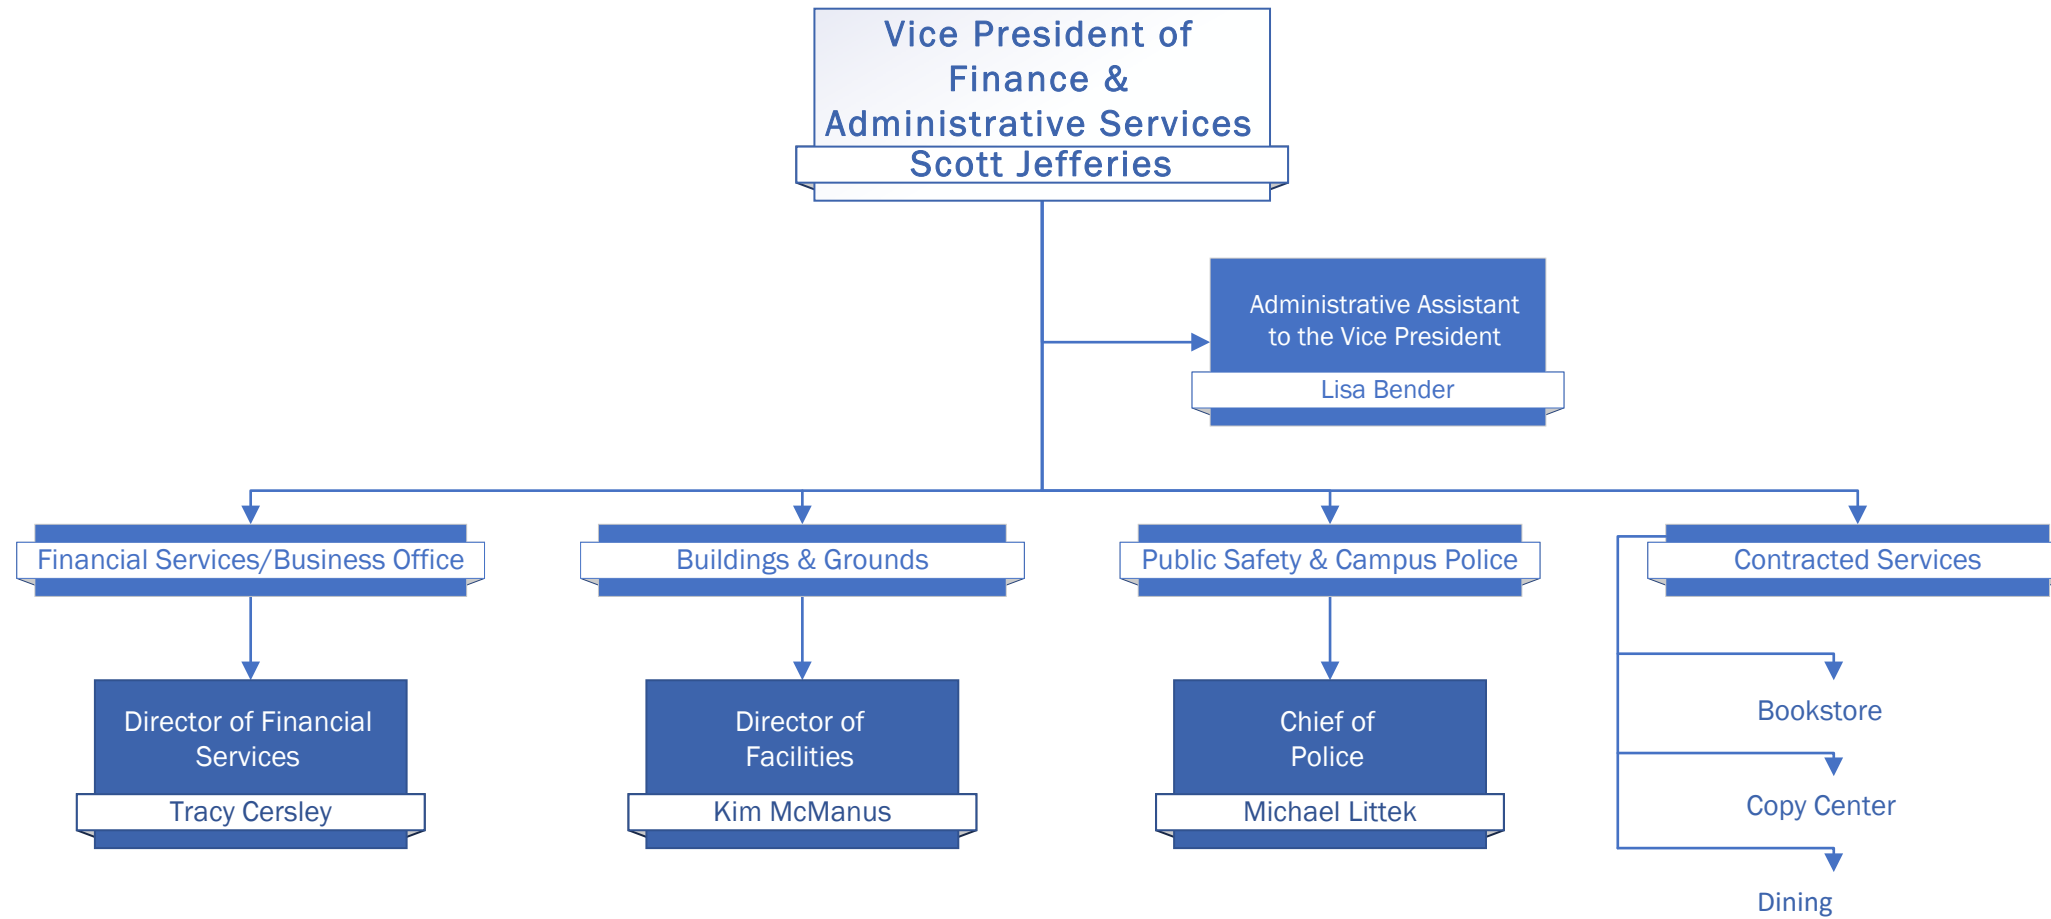 Vice President of
Finance &
Administrative Services
Scott Jefferies
Administrative Assistant
to the Vice President
Lisa Bender
Financial Services/Business Office
Buildings & Grounds
Public Safety & Campus Police
Contracted Services
Director of Financial
Services
Tracy Cersley
Director of
Facilities
Kim McManus
Chief of
Police
Michael Littek
Bookstore
Copy Center
Dining